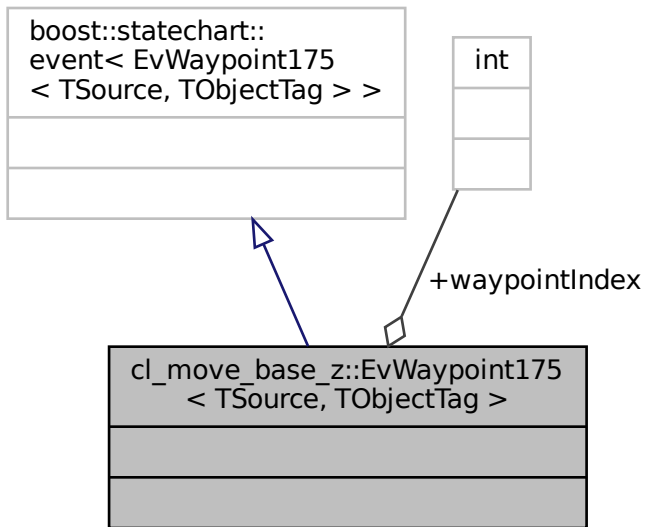 boost::statechart::
event< EvWaypoint175
< TSource, TObjectTag > >
int
+waypointIndex
cl_move_base_z::EvWaypoint175
< TSource, TObjectTag >